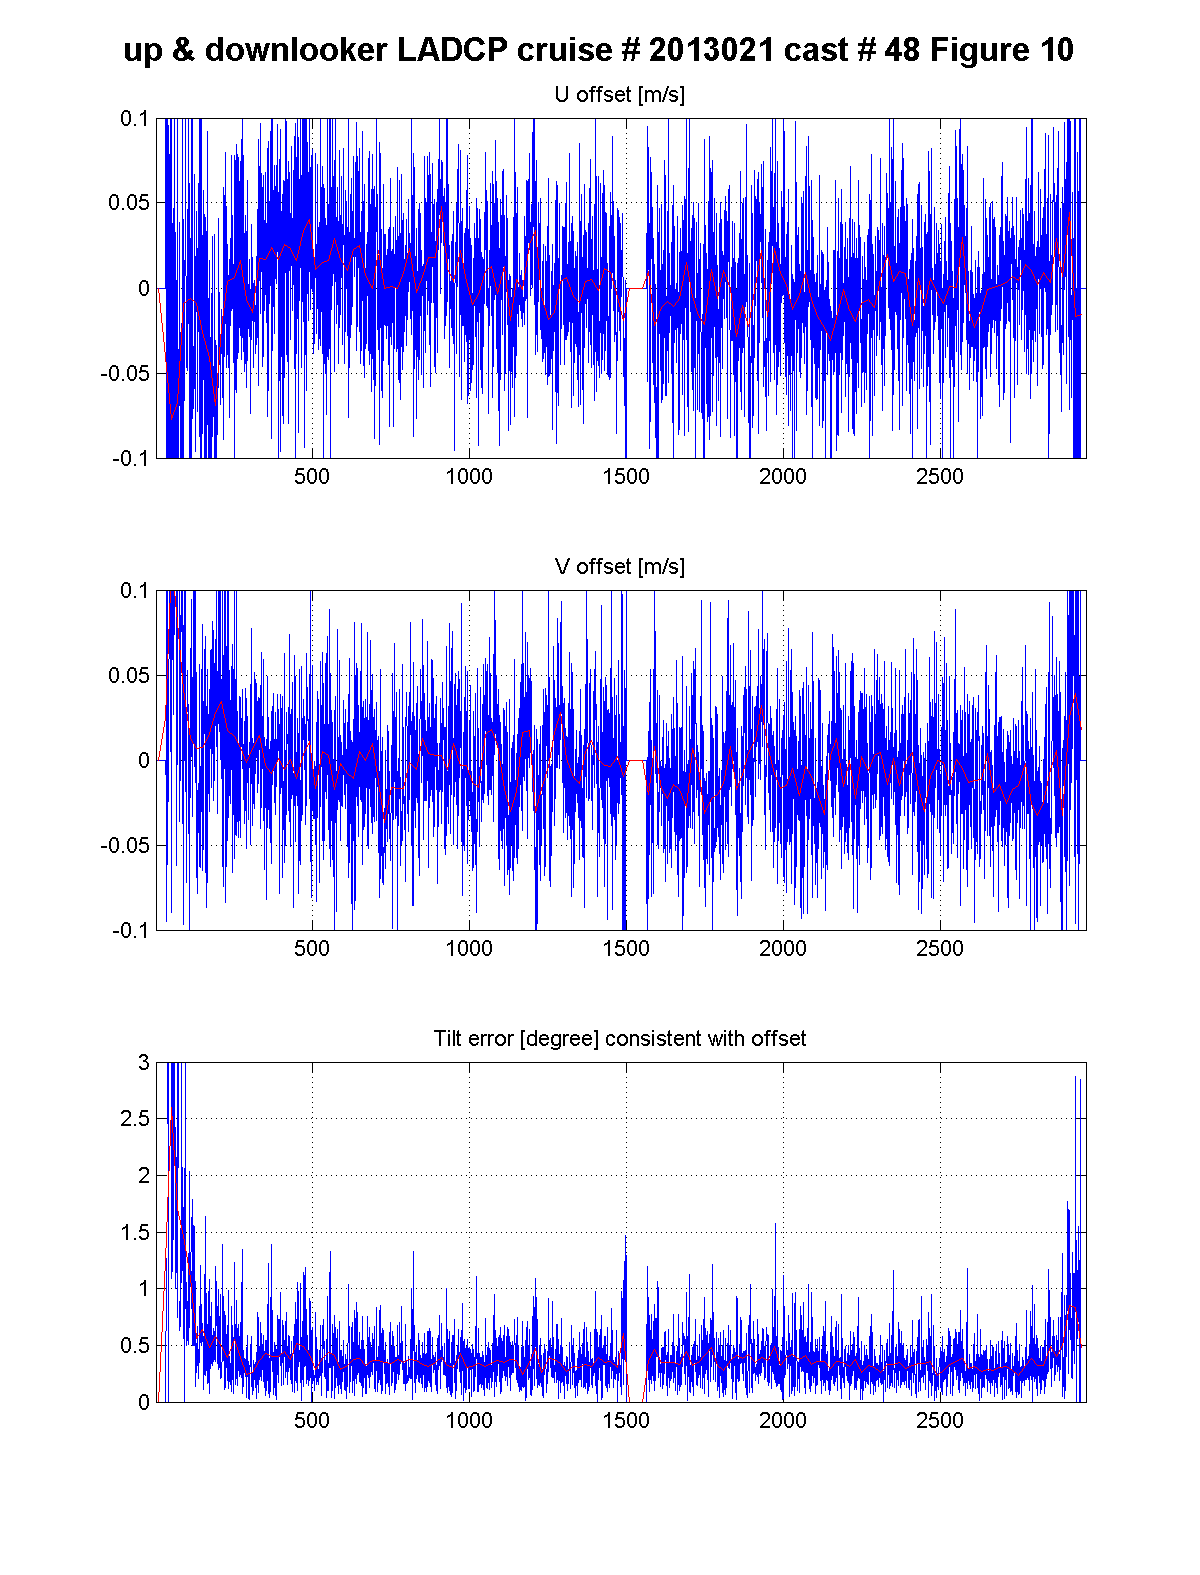 up & downlooker LADCP cruise # 2013021 cast # 48 Figure 10
U offset [m/s]
0.1
0.05
0
-0.05
-0.1
500 1000 1500 2000 2500
V offset [m/s]
0.1
0.05
0
-0.05
-0.1
500 1000 1500 2000 2500
Tilt error [degree] consistent with offset
3
2.5
2
1.5
1
0.5
0
500 1000 1500 2000 2500